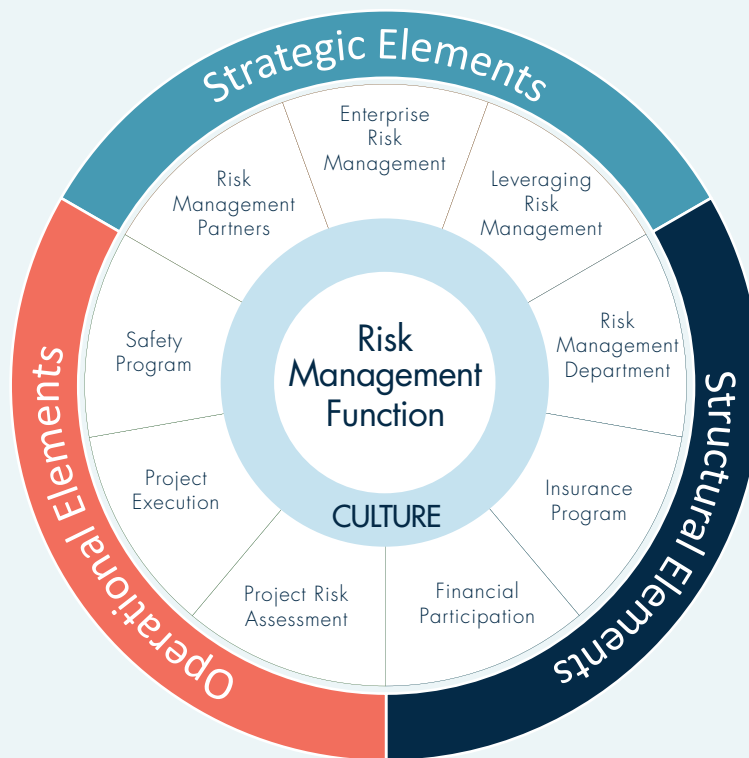 Strategic Elements
Enterprise
Risk
Management
Leveraging
Risk
Management
Risk
Management
Department
Insurance
Program
Financial
Participation
Project Risk
Assessment
Project
Execution
Safety
Program
Risk
Management
Partners
Structural Elements
Operational Elements
Risk
Management
Function
CULTURE